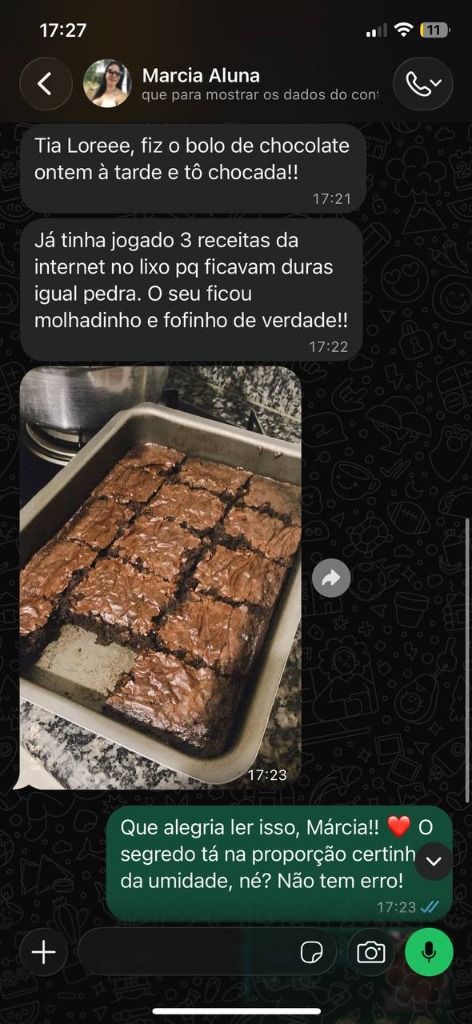 17:27
11
Marcia Aluna
que para mostrar os dados do con
Tia Loreee, fiz o bolo de chocolate
ontem à tarde e tô chocada!!
17:21
Já tinha jogado 3 receitas da
internet no lixo pq ficavam duras
igual pedra. O seu ficou
molhadinho e fofinho de verdade!!
17:22
17:23
Que alegria ler isso, Márcia!! ❤️ O
segredo tá na proporção certinh
da umidade, né? Não tem erro!
17:23